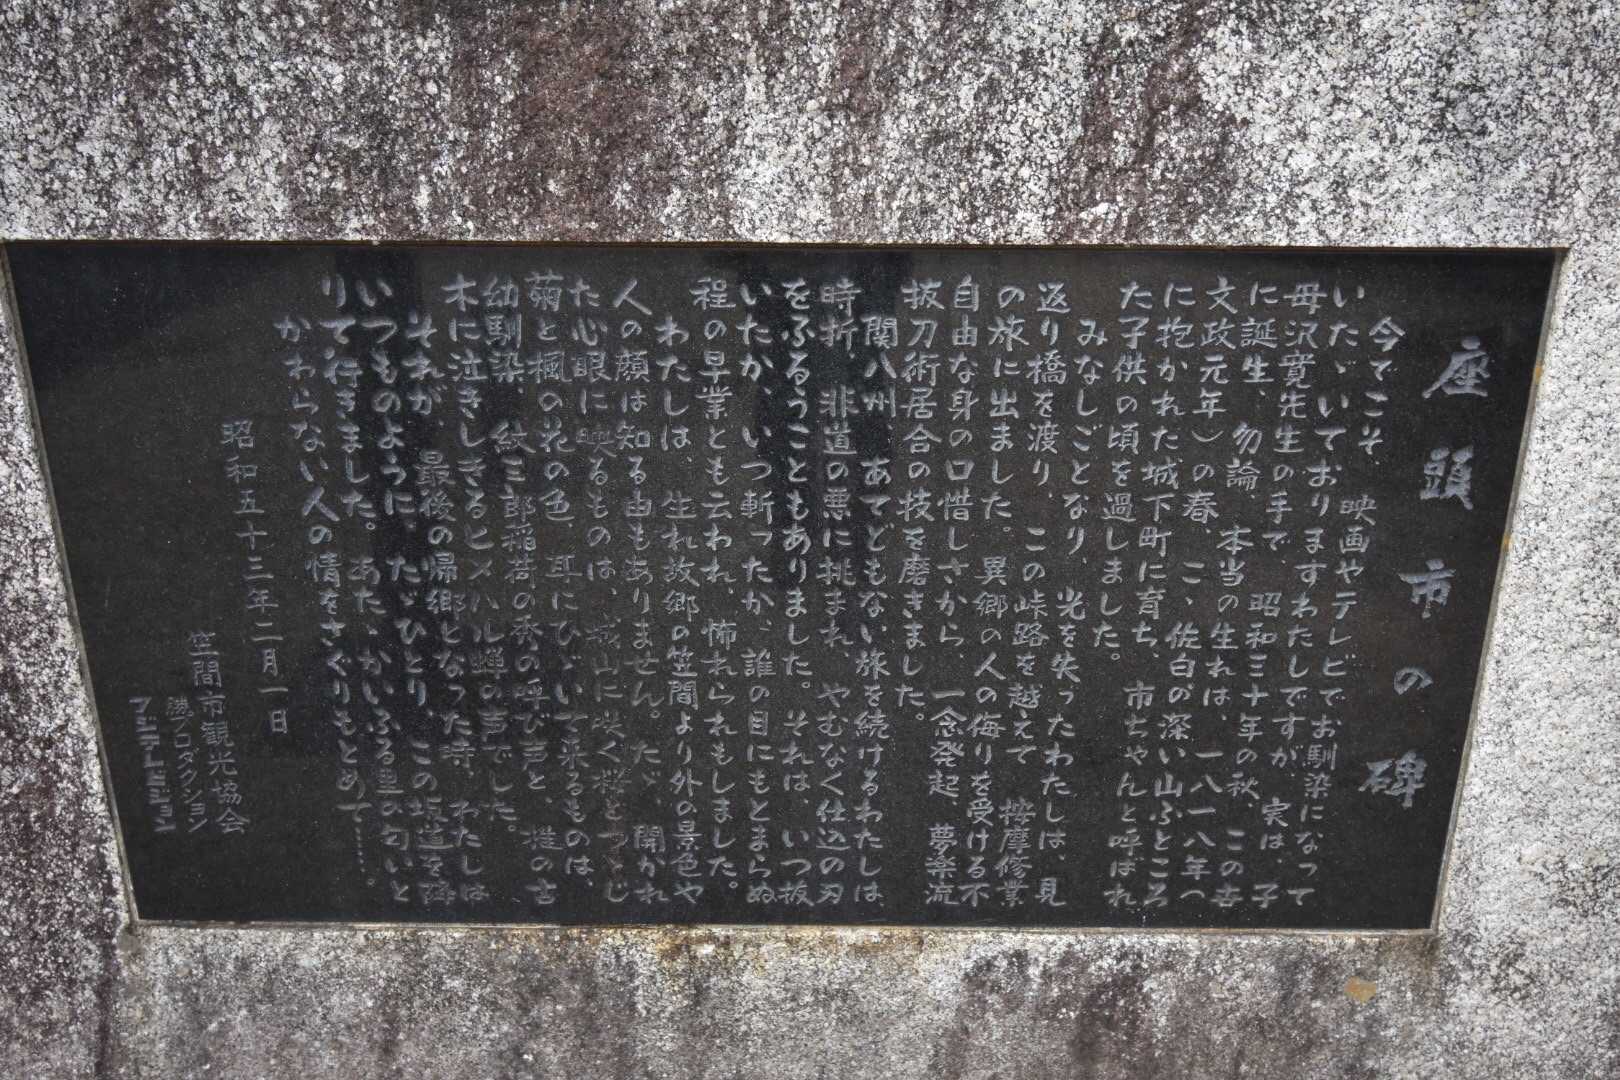 座頭市の碑
今でこそ、映画やテレビでお馴染になって
いたゞいておりますわたしですが、実は、子
母沢寛先生の手で、昭和三十年の秋、この世
に誕生、勿論、本当の生れは、一八一八年（
文政元年）の春、こゝ佐白の深い山ふところ
に抱かれた城下町に育ち、市ちゃんと呼ばれ
た子供の頃を過しました。
みなしごとなり、光を失ったわたしは、見
返り橋を渡り、この峠路を越えて、按摩修業
の旅に出ました。異郷の人の侮りを受ける不
自由な身の口惜しさから、一念発起、夢楽流
抜刀術居合の技を磨きました。
関八州、あてどもない旅を続けるわたしは、
時折、非道の悪に挑まれ、やむなく仕込の刃
をふるうこともありました。それは、いつ抜
いたか、いつ斬ったか、誰の目にもとまらぬ
程の早業とも云われ、怖れられもしました。
わたしは、生れ故郷の笠間より外の景色や
人の顔は知る由もありません。たゞ、開かれ
た心眼に映るものは、城山に咲く桜とつつじ
菊と楓の花の色、耳にひゞいて来るものは、
幼馴染、紋三郎稲荷の秀の呼び声と、椎の古
木に泣きしきるヒメハル蝉の声でした。
それが、最後の帰郷となった時、わたしは
いつものように、たゞひとり、この坂道を降
りて行きました。あたゝかいふる里の匂いと
かわらない人の情をさぐりもとめて……。
昭和五十三年二月一日
笠間市観光協会
勝プロダクション
フジテレビジョン